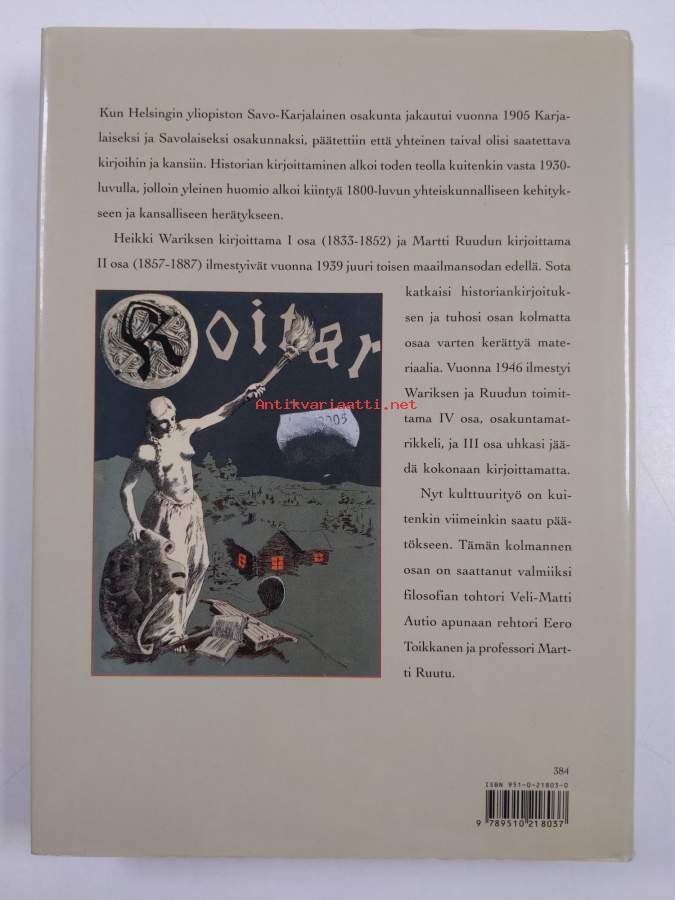 Kun Helsingin yliopiston Savo-Karjalainen osakunta jakautui vuonna 1905 Karja-
laiseksi ja Savolaiseksi osakunnaksi, päätettiin että yhteinen taival olisi saatettava
kirjoihin ja kansiin. Historian kirjoittaminen alkoi toden teolla kuitenkin vasta 1930-
luvulla, jolloin yleinen huomio alkoi kiintyä 1800-luvun yhteiskunnalliseen kehityk-
seen ja kansalliseen herätykseen.
Heikki Wariksen kirjoittama I osa (1833-1852) ja Martti Ruudun kirjoittama
II osa (1857-1887) ilmestyivät vuonna 1939 juuri toisen maailmansodan edellä. Sota
katkaisi historiankirjoituk-
sen ja tuhosi osan kolmatta
osaa varten kerättyä mate-
riaalia. Vuonna 1946 ilmestyi
Wariksen ja Ruudun toimit-
tama IV osa, osakuntamat-
rikkeli, ja III osa uhkasi jää-
dä kokonaan kirjoittamatta.
Nyt kulttuurityö on kui-
tenkin viimeinkin saatu pää-
tökseen. Tämän kolmannen
osan on saattanut valmiiksi
filosofian tohtori Veli-Matti
Autio apunaan rehtori Eero
Toikkanen ja professori Mart-
ti Ruutu.
Koitar
Antikvariaatti.net
384
ISBN 951-0-21803-0
9 789510 218037